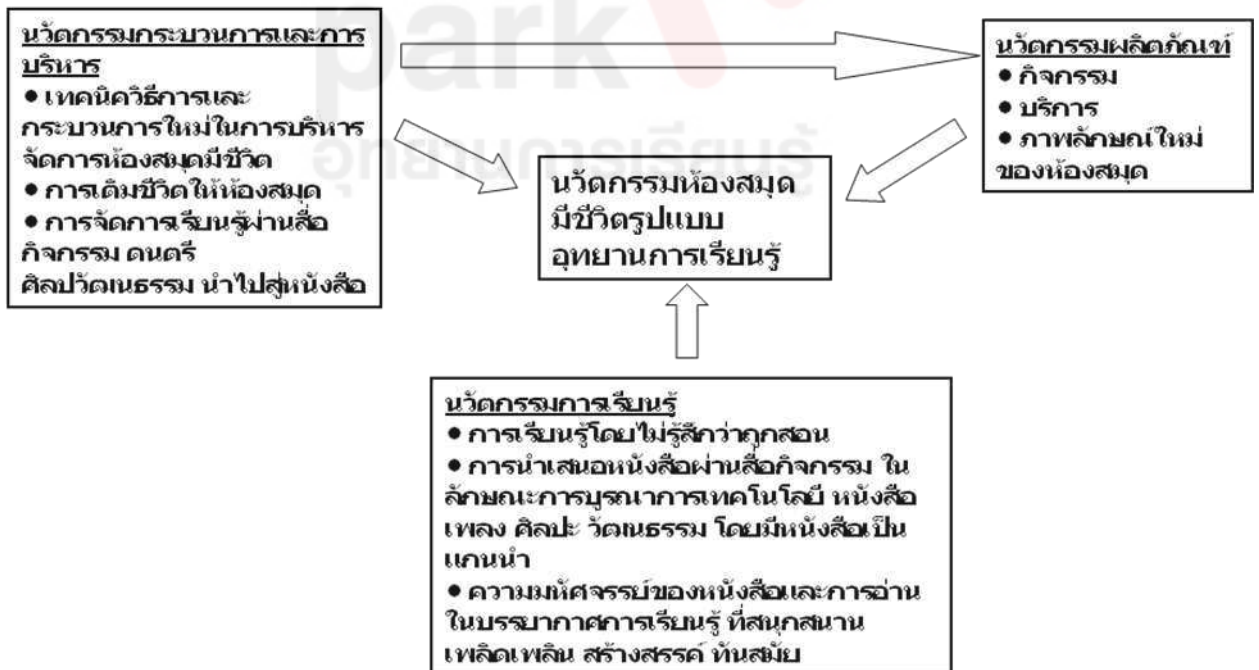 park
อุทยานการเรียนรู้
นวัตกรรมกระบวนการและการ
บริหาร
● เทคนิควิธีการและ
กระบวนการใหม่ในการบริหาร
จัดการห้องสมุดมีชีวิต
● การเติมชีวิตให้ห้องสมุด
● การจัดการเรียนรู้ผ่านสื่อ
กิจกรรม ดนตรี
ศิลปวัฒนธรรม นำไปสู่หนังสือ
นวัตกรรมผลิตภัณฑ์
● กิจกรรม
● บริการ
● ภาพลักษณ์ใหม่
ของห้องสมุด
นวัตกรรมห้องสมุด
มีชีวิตรูปแบบ
อุทยานการเรียนรู้
นวัตกรรมการเรียนรู้
● การเรียนรู้โดยไม่รู้สึกว่าถูกสอน
● การนำเสนอหนังสือผ่านสื่อกิจกรรม ใน
ลักษณะการบูรณาการเทคโนโลยี หนังสือ
เพลง ศิลปะ วัฒนธรรม โดยมีหนังสือเป็น
แกนนำ
● ความมหัศจรรย์ของหนังสือและการอ่าน
ในบรรยากาศการเรียนรู้ ที่สนุกสนาน
เพลิดเพลิน สร้างสรรค์ ทันสมัย